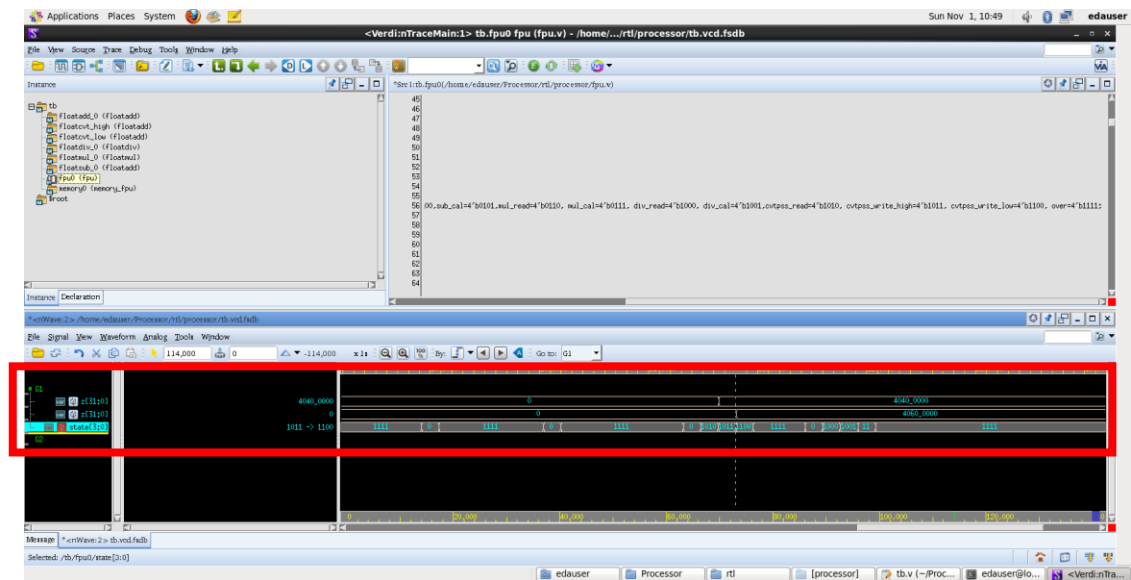 Applications Places System Sun Nov 1, 10:49 edauser
<Verdi:nTraceMain:1> tb.fpu0 fpu (fpu.v) - /home/.../rtl/processor/tb.vcd.fsdb
File View Source Trace Debug Tools Window Help
Instance *Src1:tb.fpu0(/home/edauser/Processor/rtl/processor/fpu.v)
tb
floatadd_0 (floatadd)
floatcvt_high (floatadd)
floatcvt_low (floatadd)
floatdiv_0 (floatdiv)
floatmul_0 (floatmul)
floatsub_0 (floatadd)
fpu0 (fpu)
memory0 (memory_fpu)
$root
45
46
47
48
49
50
51
52
53
54
55
56 00,sub_cal=4'b0101,mul_read=4'b0110, mul_cal=4'b0111, div_read=4'b1000, div_cal=4'b1001,cvtpss_read=4'b1010, cvtpss_write_high=4'b1011, cvtpss_write_low=4'b1100, over=4'b1111;
57
58
59
60
61
62
63
64
Instance Declaration
*<nWave:2> /home/edauser/Processor/rtl/processor/tb.vcd.fsdb
File Signal View Waveform Analog Tools Window Help
114,000 0 -114,000 x 1s 100% By: Go to: G1
G1
z[31:0] 4040_0000 0 4040_0000
z[31:0] 0 0 4060_0000
state[3:0] 1011 -> 1100 1111 0 1111 0 1111 0 1010 1011 1100 1111 0 1000 1001 11 1111
G2
0 20,000 40,000 60,000 80,000 100,000 120,000
Message *<nWave:2> tb.vcd.fsdb
Selected: /tb/fpu0/state[3:0]
edauser Processor rtl [processor] tb.v (~/Proc... edauser@lo... <Verdi:nTra...